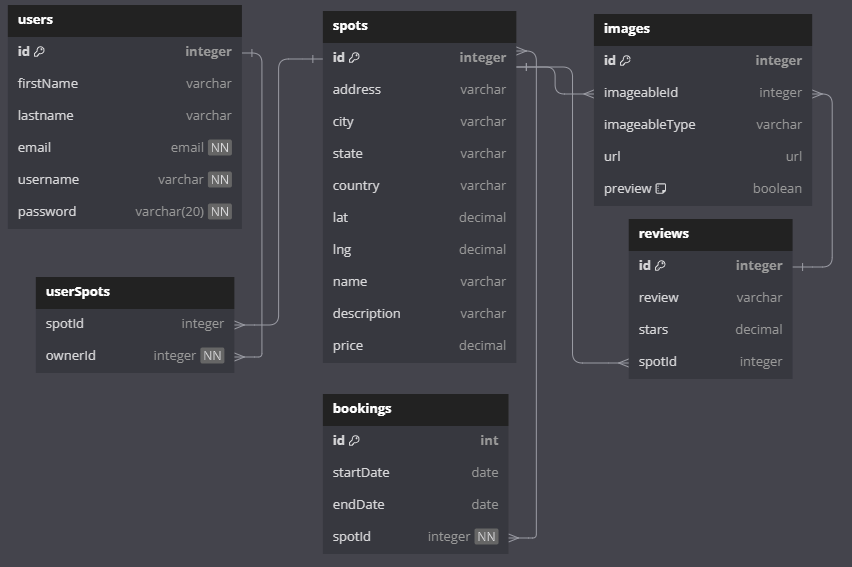 users
id integer
firstName varchar
lastname varchar
email email NN
username varchar NN
password varchar(20) NN
userSpots
spotId integer
ownerId integer NN
spots
id integer
address varchar
city varchar
state varchar
country varchar
lat decimal
lng decimal
name varchar
description varchar
price decimal
bookings
id int
startDate date
endDate date
spotId integer NN
images
id integer
imageableId integer
imageableType varchar
url url
preview boolean
reviews
id integer
review varchar
stars decimal
spotId integer